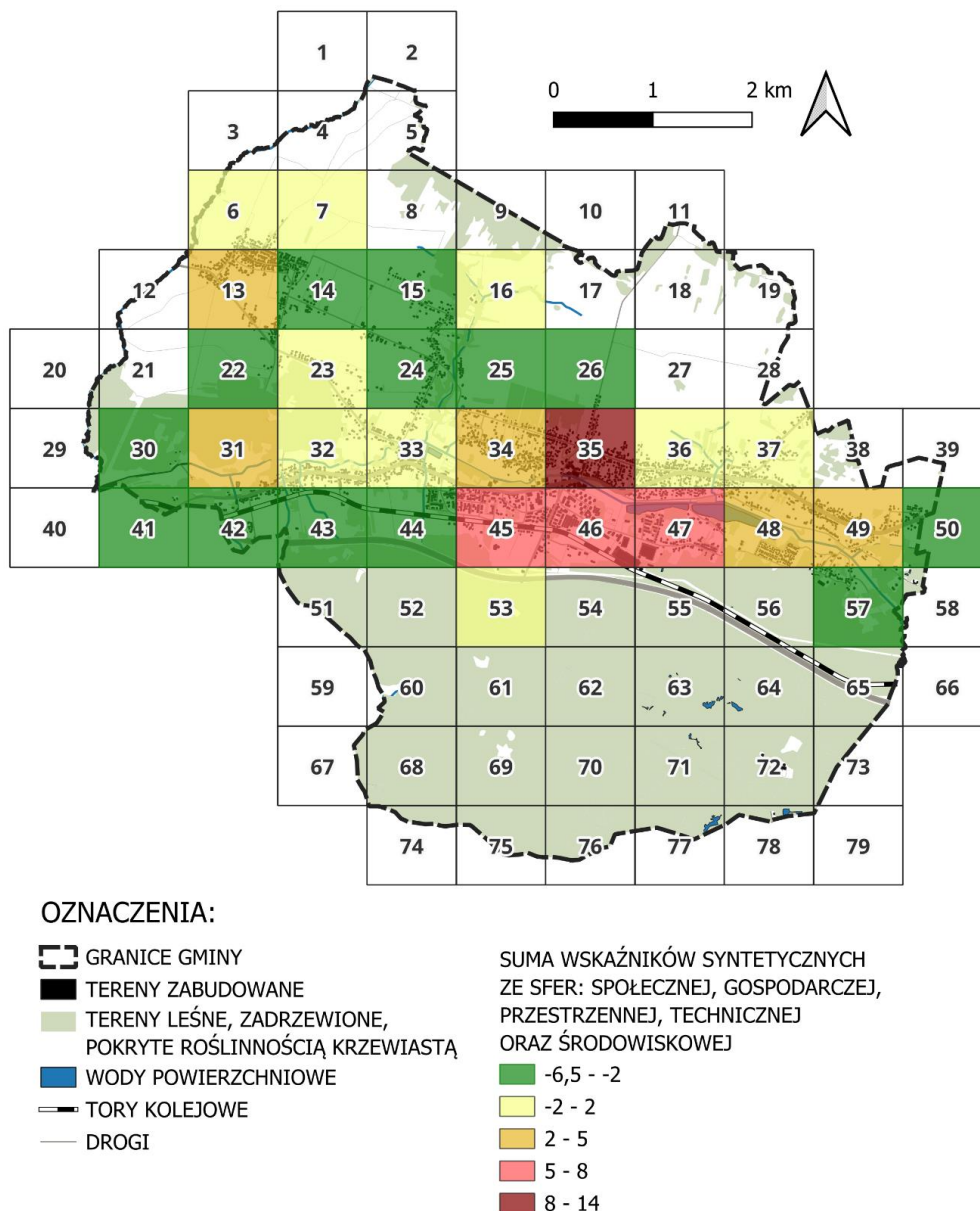 1 2
0 1 2 km
3 4 5
6 7 8 9 10 11
12 13 14 15 16 17 18 19
20 21 22 23 24 25 26 27 28
29 30 31 32 33 34 35 36 37 38 39
40 41 42 43 44 45 46 47 48 49 50
51 52 53 54 55 56 57 58
59 60 61 62 63 64 65 66
67 68 69 70 71 72 73
74 75 76 77 78 79
OZNACZENIA:
GRANICE GMINY
TERENY ZABUDOWANE
TERENY LEŚNE, ZADRZEWIONE,
POKRYTE ROŚLINNOŚCIĄ KRZEWIASTĄ
WODY POWIERZCHNIOWE
TORY KOLEJOWE
DROGI
SUMA WSKAŹNIKÓW SYNTETYCZNYCH
ZE SFER: SPOŁECZNEJ, GOSPODARCZEJ,
PRZESTRZENNEJ, TECHNICZNEJ
ORAZ ŚRODOWISKOWEJ
-6,5 - -2
-2 - 2
2 - 5
5 - 8
8 - 14